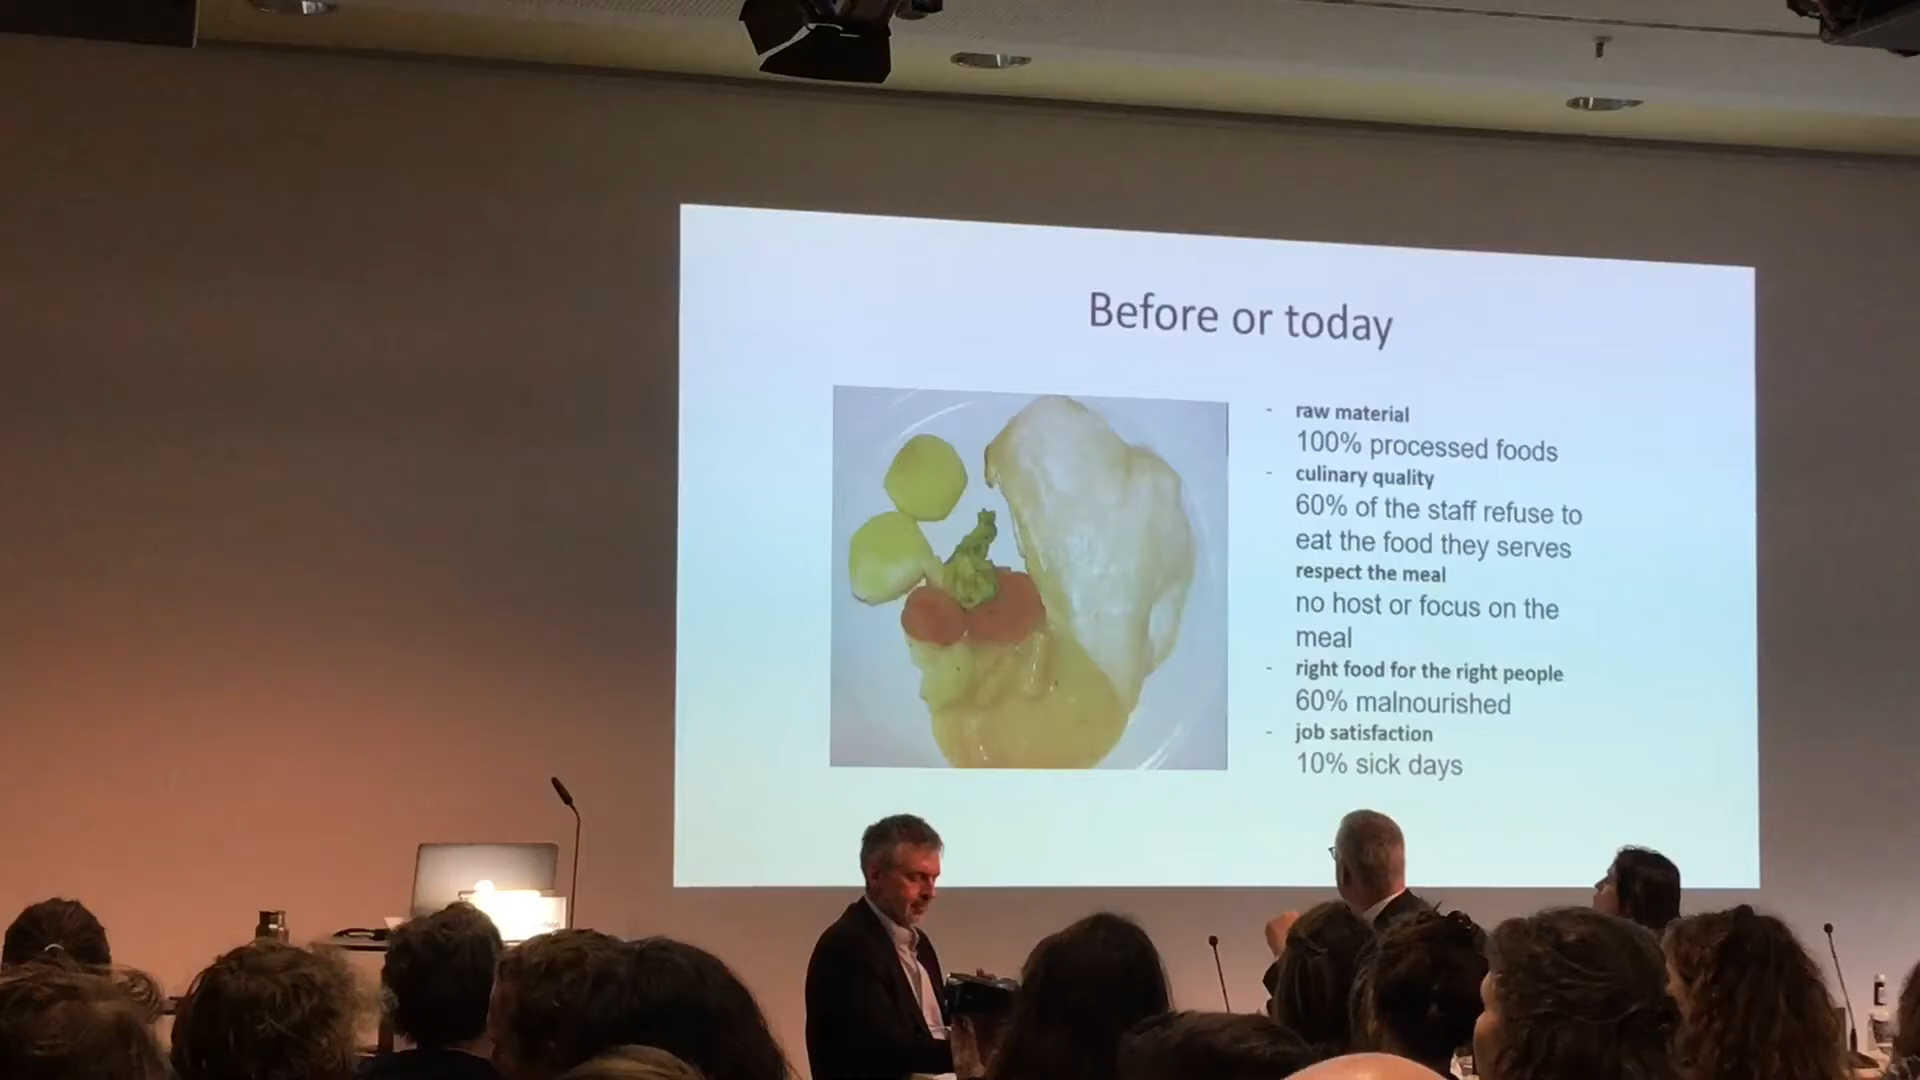 Before or today
- raw material
100% processed foods
- culinary quality
60% of the staff refuse to
eat the food they serves
respect the meal
no host or focus on the
meal
- right food for the right people
60% malnourished
- job satisfaction
10% sick days